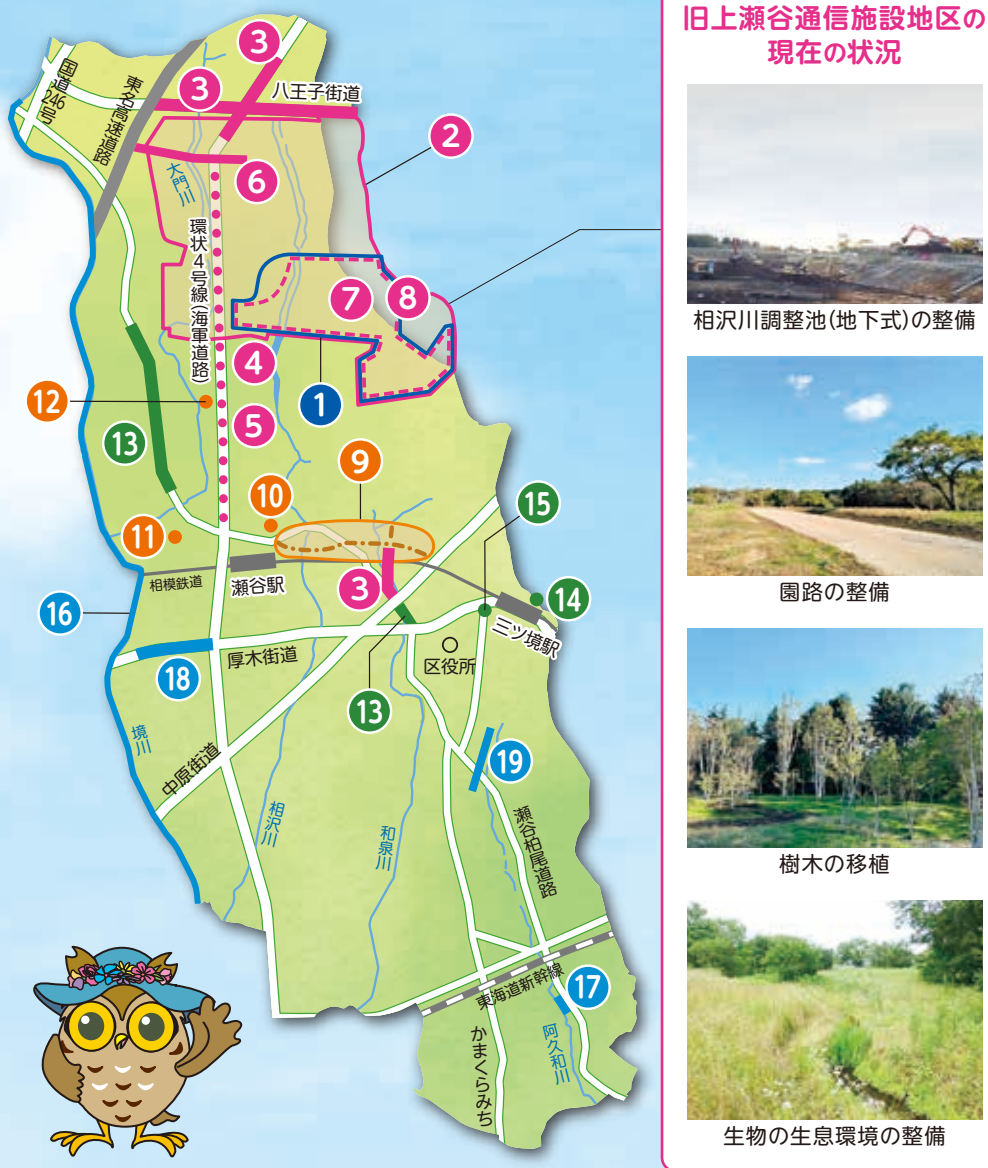 旧上瀬谷通信施設地区の
現在の状況
相沢川調整池(地下式)の整備
園路の整備
樹木の移植
生物の生息環境の整備
国道246号
東名高速道路
3
3
八王子街道
2
大門川
6
環状4号線(海軍道路)
7
8
4
1
12
5
13
9
10
15
11
相模鉄道
瀬谷駅
3
14
三ツ境駅
16
厚木街道
区役所
18
13
境川
中原街道
19
相沢川
和泉川
瀬谷柏尾道路
東海道新幹線
17
かまくらみち
阿久和川